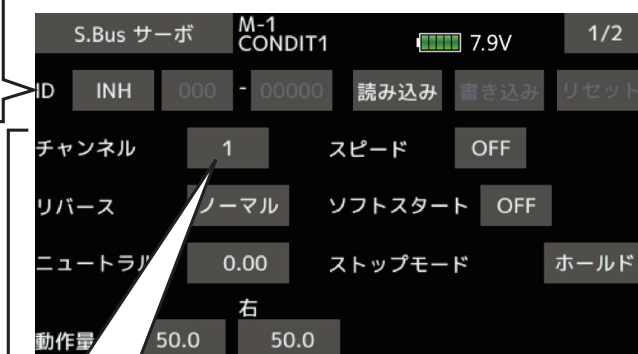 S.Bus サーボ M-1 CONDIT1 7.9V 1/2
ID INH 000 - 00000 読み込み 書き込み リセット
チャンネル 1 スピード OFF
リバース ノーマル ソフトスタート OFF
ニュートラル 0.00 ストップモード ホールド
右
動作量 50.0 50.0